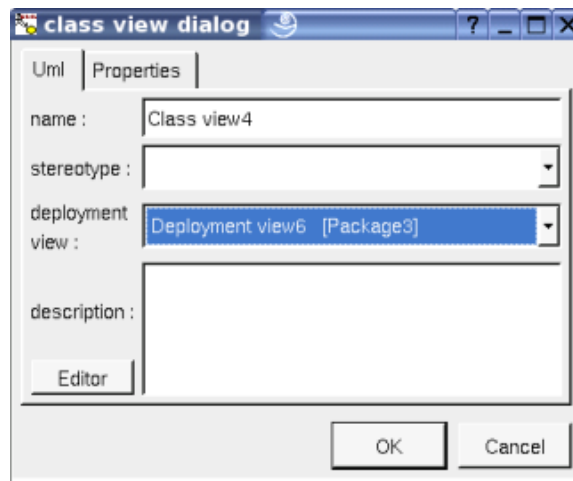 class view dialog ?
Uml Properties
name : Class view4
stereotype :
deployment view : Deployment view6 [Package3]
description :
Editor
OK Cancel